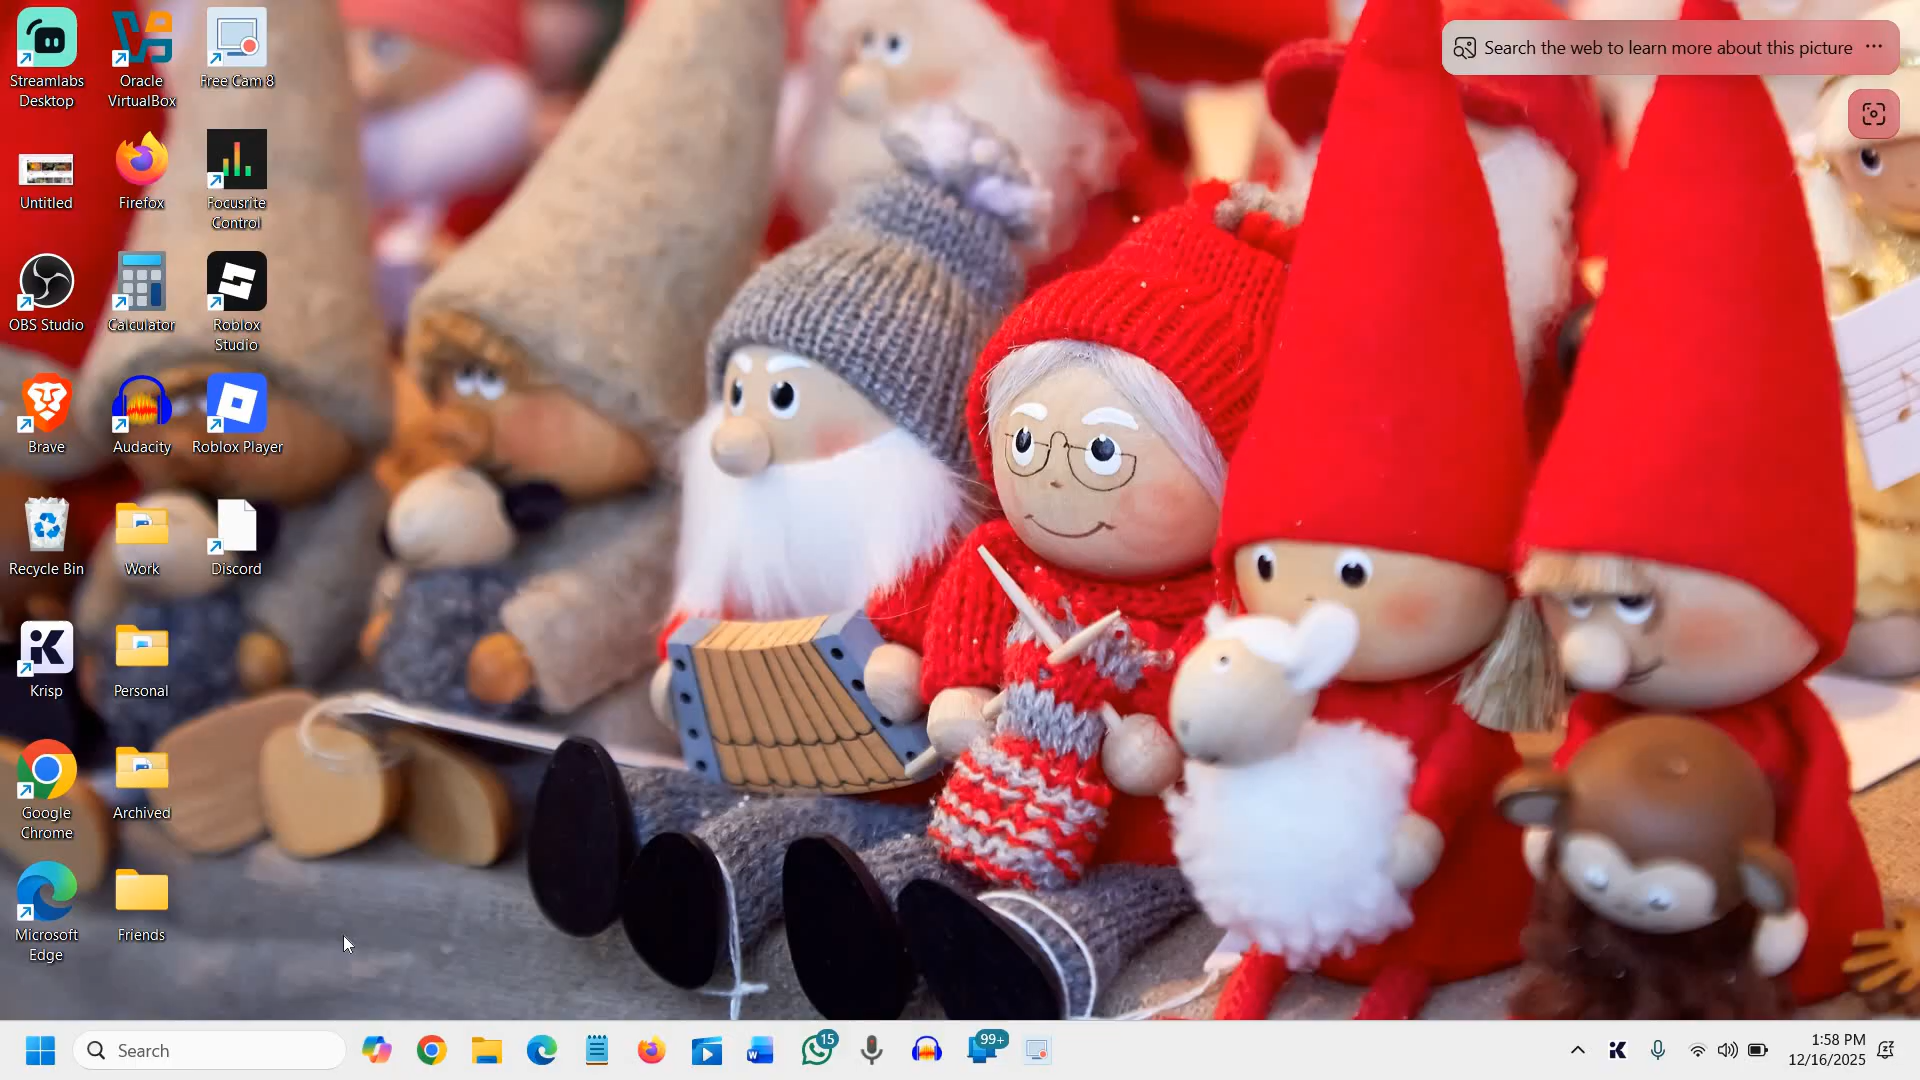 Streamlabs
Desktop
Oracle
VirtualBox
Free Cam 8
Untitled
Firefox
Focusrite
Control
OBS Studio
Calculator
Roblox
Studio
Brave
Audacity
Roblox Player
Recycle Bin
Work
Discord
Krisp
Personal
Google
Chrome
Archived
Microsoft
Edge
Friends
Search the web to learn more about this picture
Search
15
99+
1:58 PM
12/16/2025